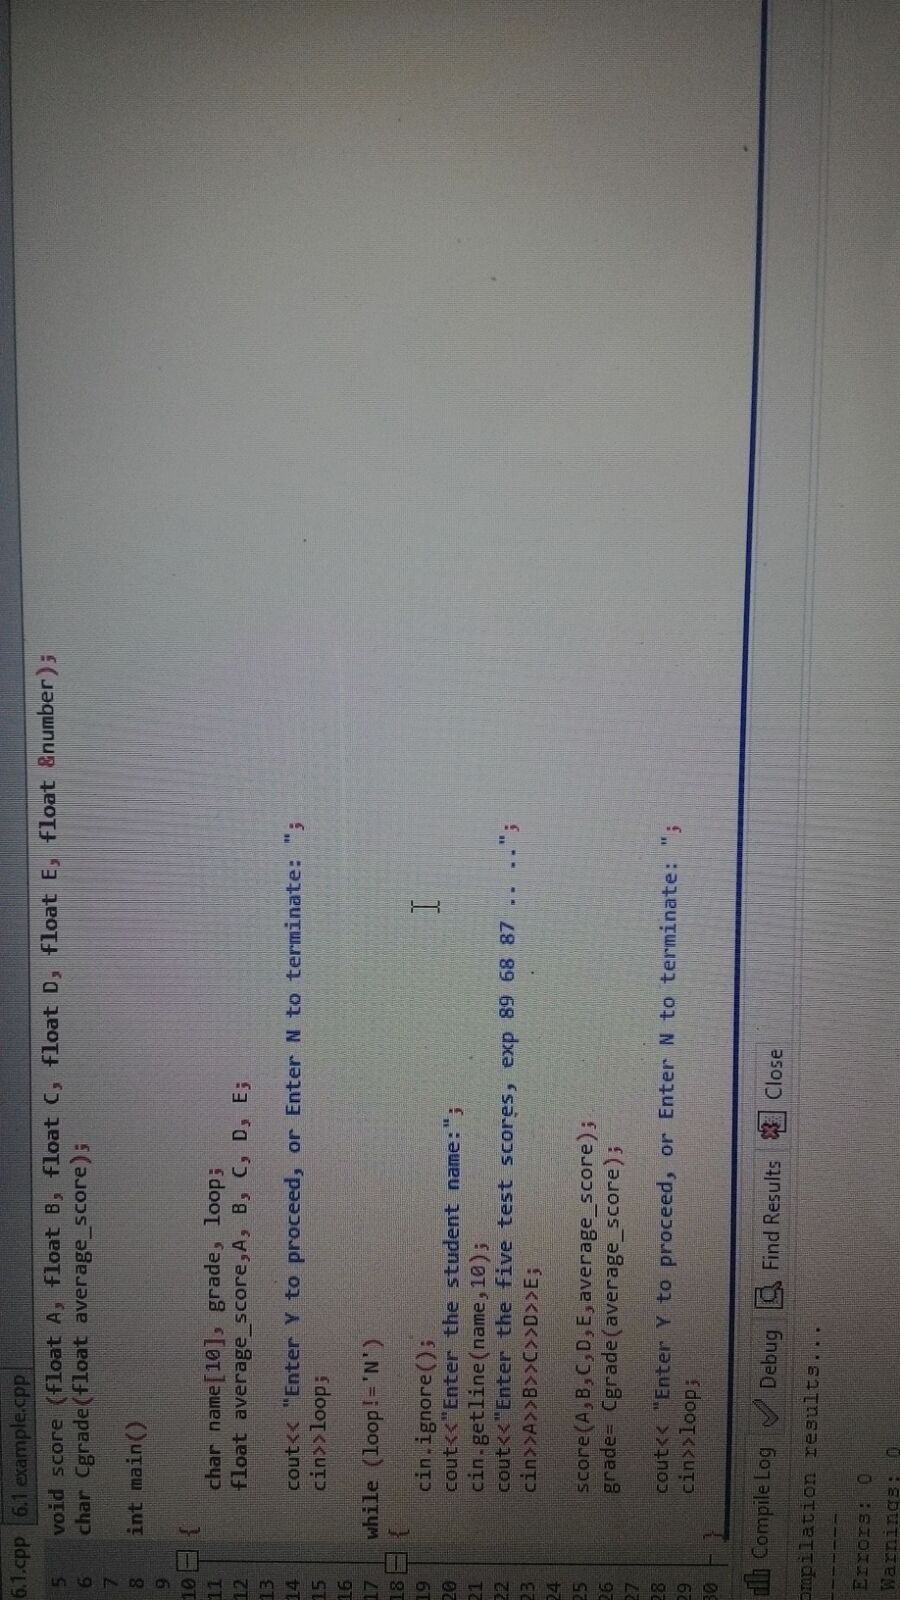 6.1.cpp 6.1 example.cpp
5 void score (float A, float B, float C, float D, float E, float &number);
6 char Cgrade(float average_score);
7
8 int main()
9
10 {
11 char name[10], grade, loop;
12 float average_score,A, B, C, D, E;
13
14 cout<< "Enter Y to proceed, or Enter N to terminate: ";
15 cin>>loop;
16
17 while (loop!='N')
18 {
19 cin.ignore();
20 cout<<"Enter the student name:";
21 cin.getline(name,10);
22 cout<<"Enter the five test scores, exp 89 68 87 .. ..";
23 cin>>A>>B>>C>>D>>E;
24
25 score(A,B,C,D,E,average_score);
26 grade= Cgrade(average_score);
27
28 cout<< "Enter Y to proceed, or Enter N to terminate: ";
29 cin>>loop;
30 }
Compile Log Debug Find Results Close
ompilation results...
--------
Errors: 0
Warnings: 0